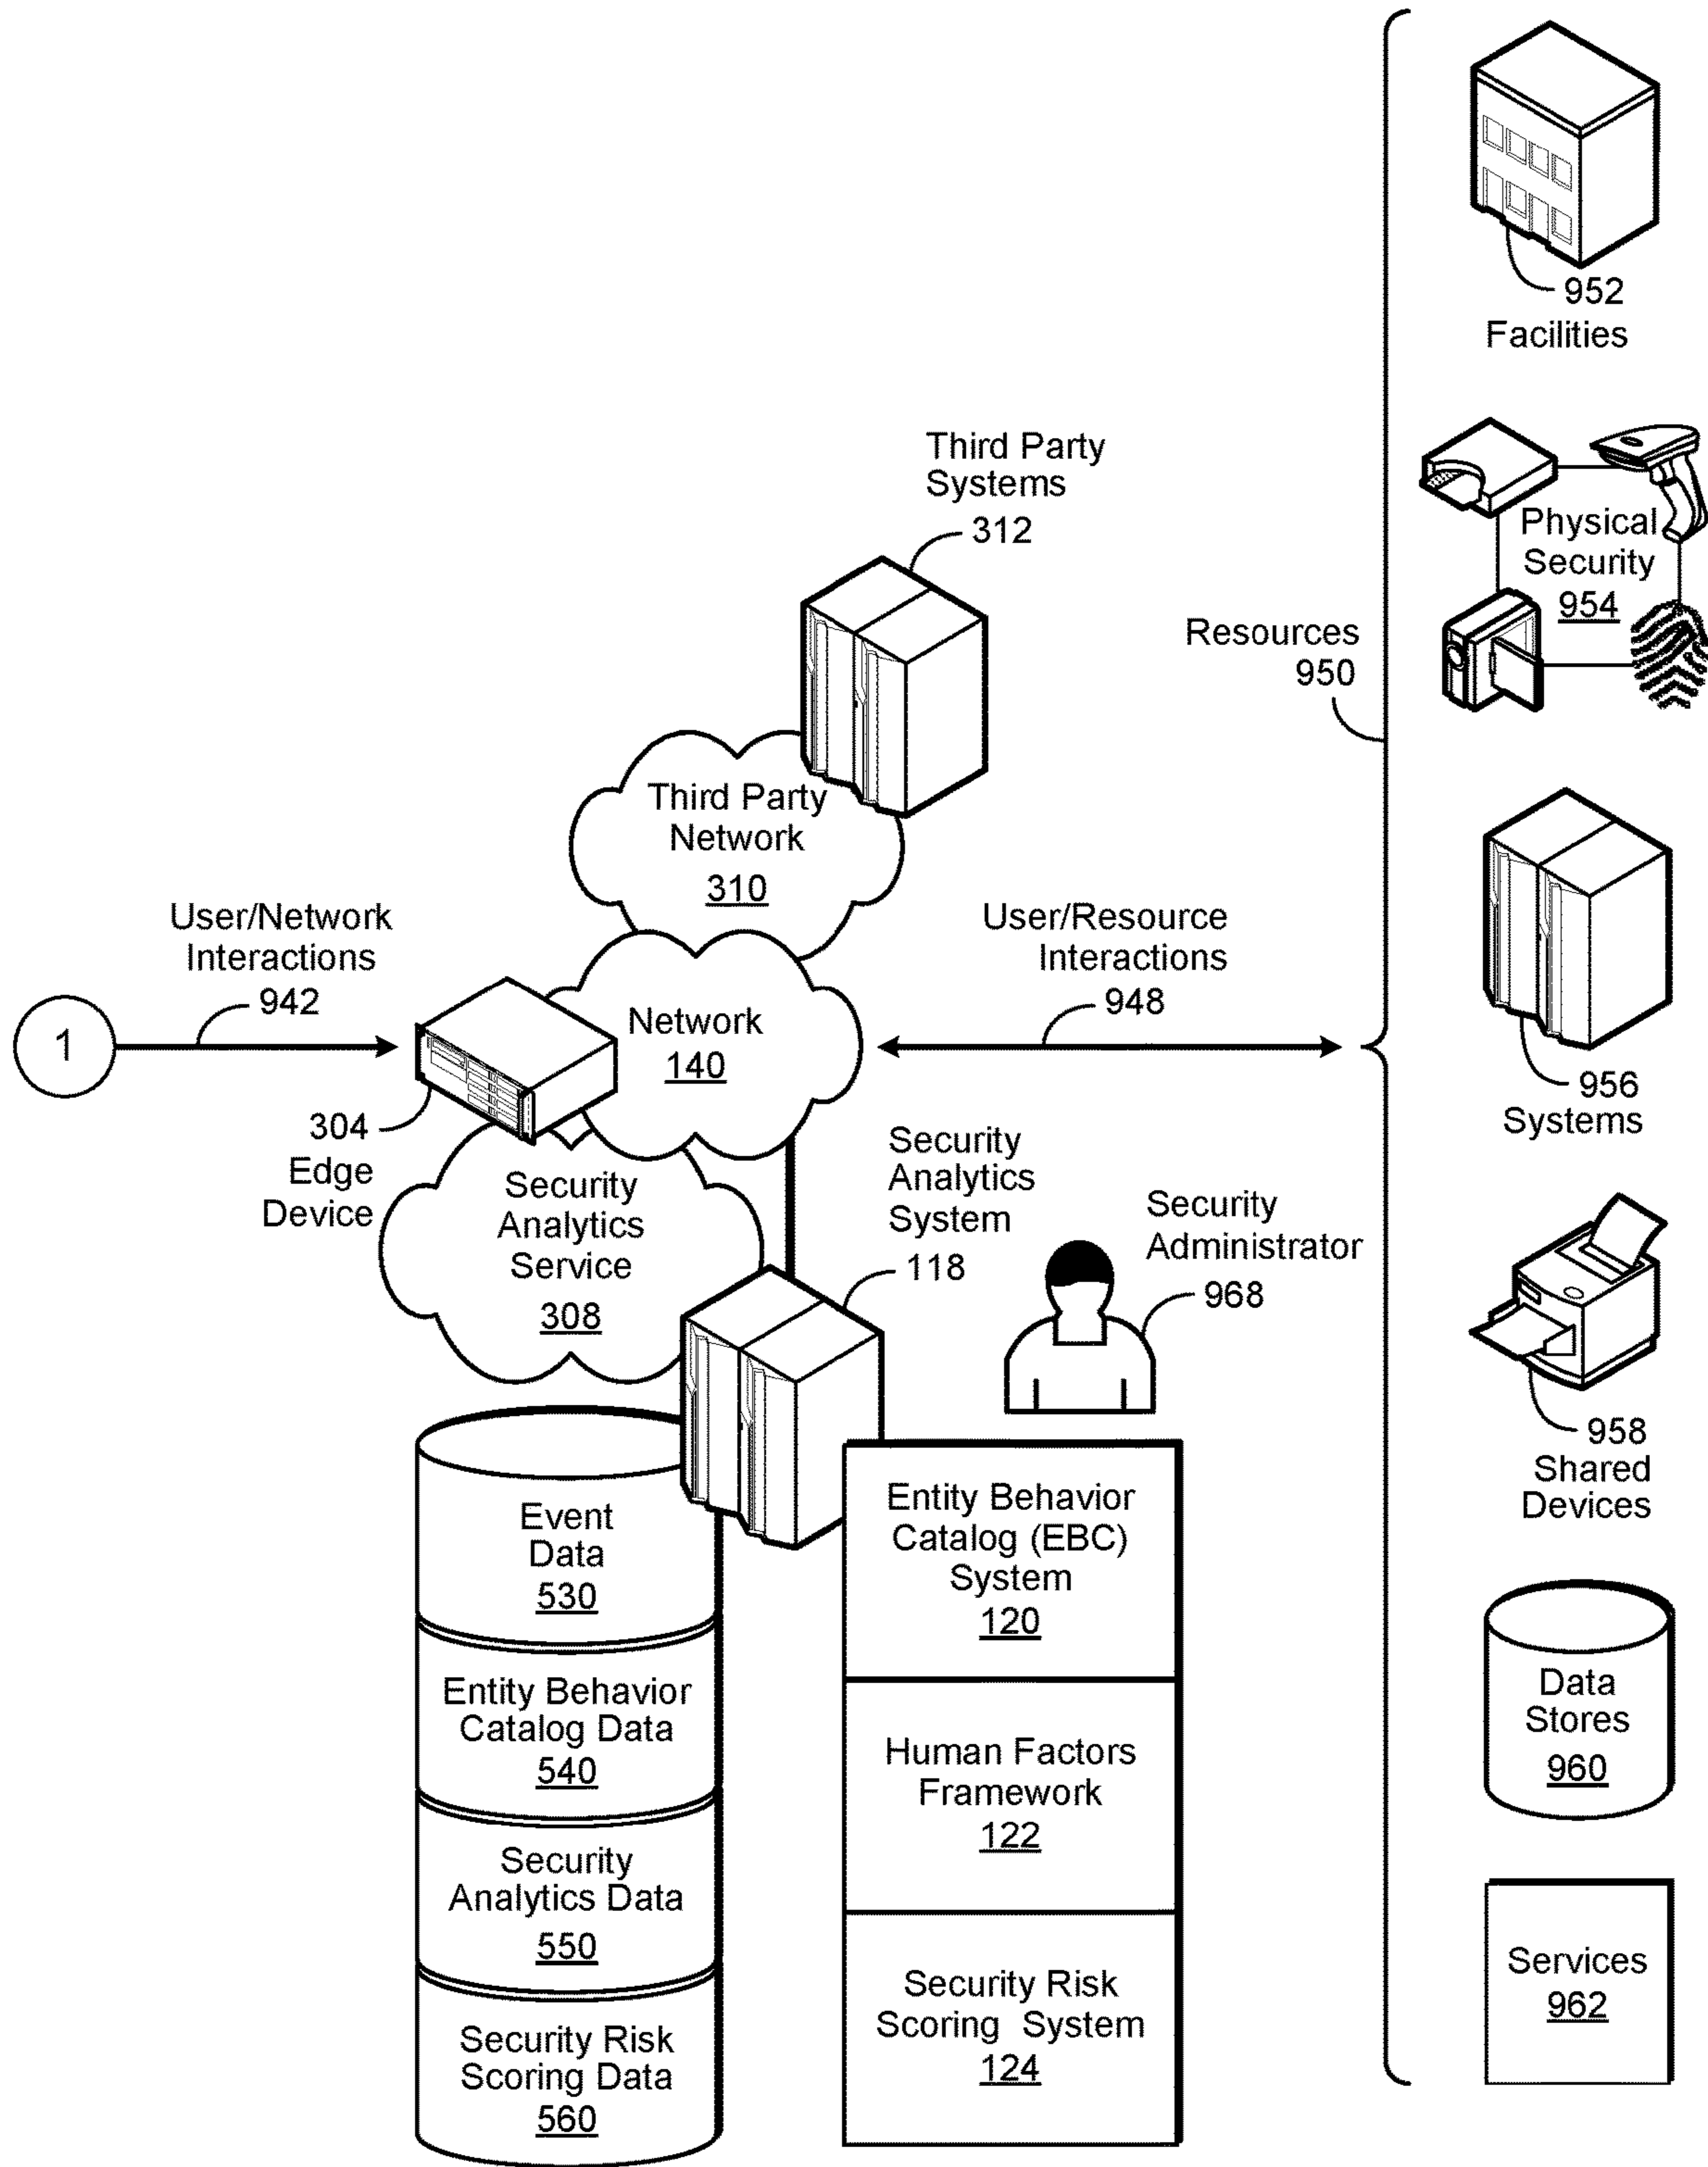 952
Facilities
Third Party
Systems
312
Physical
Security
954
Resources
950
Third Party
Network
310
User/Network
Interactions
942
User/Resource
Interactions
948
1
Network
140
304
Edge
Device
956
Systems
Security
Analytics
Service
308
Security
Analytics
System
118
Security
Administrator
968
958
Shared
Devices
Event
Data
530
Entity Behavior
Catalog Data
540
Security
Analytics Data
550
Security Risk
Scoring Data
560
Entity Behavior
Catalog (EBC)
System
120
Human Factors
Framework
122
Security Risk
Scoring System
124
Data
Stores
960
Services
962